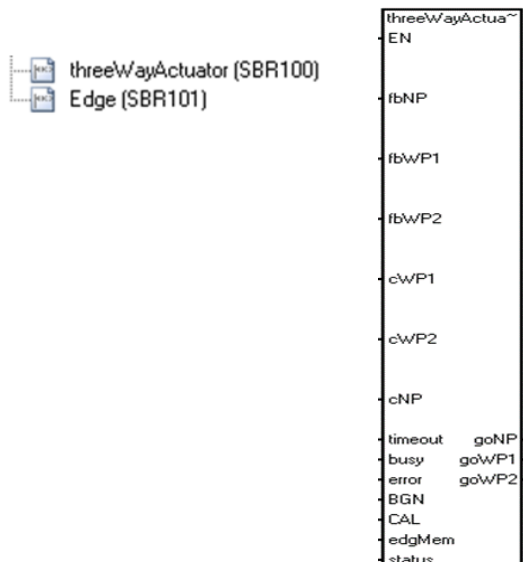 threeWayActuator (SBR100)
Edge (SBR101)
threeWayActua~
EN
fbNP
fbWP1
fbWP2
cWP1
cWP2
cNP
timeout goNP
busy goWP1
error goWP2
BGN
CAL
edgMem
status